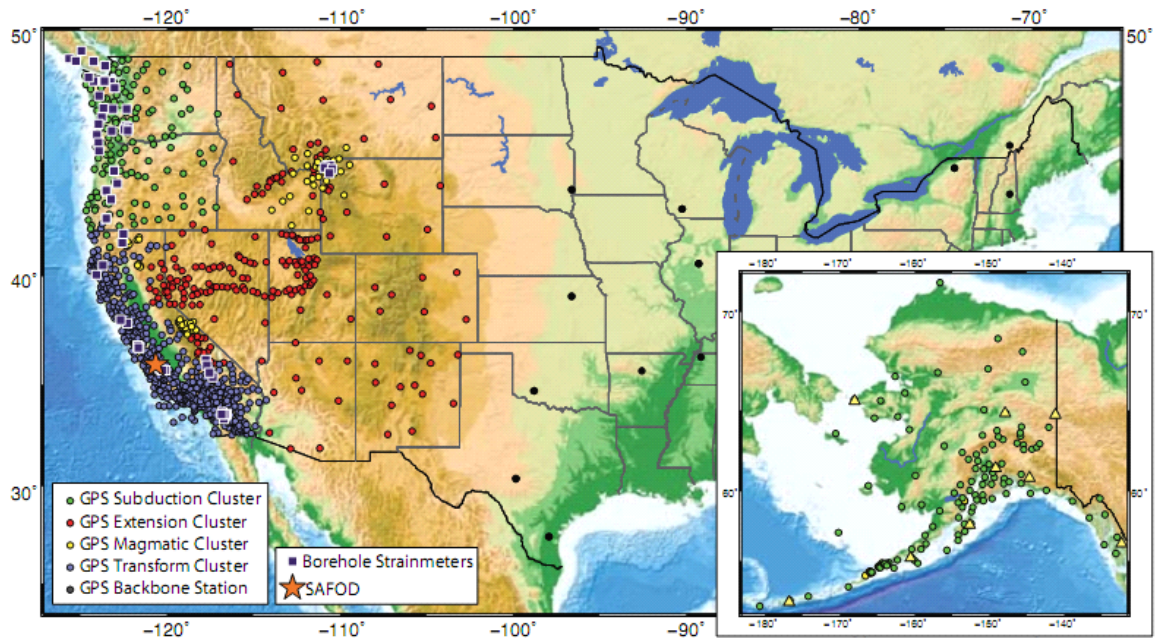 −120° −110° −100° −90° −80° −70°
50° 50°
40° 40°
30° 30°
−180° −170° −160° −150° −140°
70° 70°
60° 60°
GPS Subduction Cluster
GPS Extension Cluster
GPS Magmatic Cluster
GPS Transform Cluster
GPS Backbone Station
Borehole Strainmeters
SAFOD
−180° −170° −160° −150° −140°
−120° −110° −100° −90°